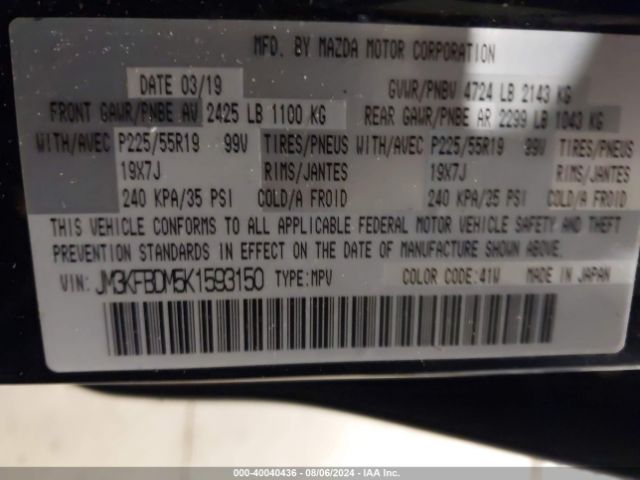 MFD. BY MAZDA MOTOR CORPORATION
DATE 03/19 GVWR/PNBV 4724 LB 2143 KG
FRONT GAWR/PNBE AV 2425 LB 1100 KG REAR GAWR/PNBE AR 2299 LB 1043 KG
WITH/AVEC P225/55R19 99V TIRES/PNEUS WITH/AVEC P225/55R19 99V TIRES/PNEUS
19X7J RIMS/JANTES 19X7J RIMS/JANTES
240 KPA/35 PSI COLD/A FROID 240 KPA/35 PSI COLD/A FROID
THIS VEHICLE CONFORMS TO ALL APPLICABLE FEDERAL MOTOR VEHICLE SAFETY AND THEFT
PREVENTION STANDARDS IN EFFECT ON THE DATE OF MANUFACTURE SHOWN ABOVE.
VIN: JM3KFBDM5K1593150 TYPE:MPV COLOR CODE:41W MADE IN JAPAN
000-40040436 - 08/06/2024 - IAA Inc.